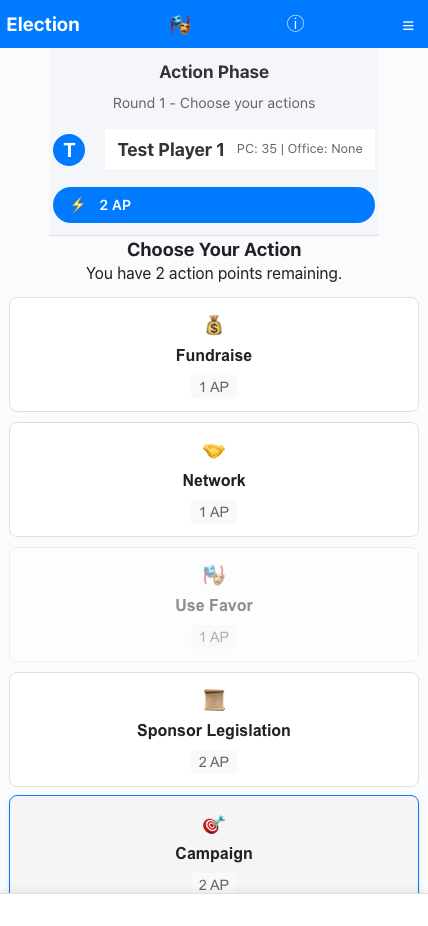 Election
Action Phase
Round 1 - Choose your actions
T
Test Player 1 PC: 35 | Office: None
2 AP
Choose Your Action
You have 2 action points remaining.
Fundraise
1 AP
Network
1 AP
Use Favor
1 AP
Sponsor Legislation
2 AP
Campaign
2 AP